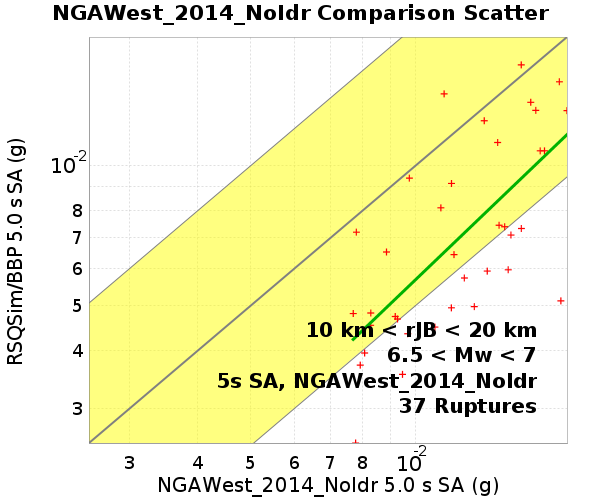 NGAWest_2014_NoIdr Comparison Scatter
RSQSim/BBP 5.0 s SA (g)
10-2
8
7
6
5
4
3
10 km < rJB < 20 km
6.5 < Mw < 7
5s SA, NGAWest_2014_NoIdr
37 Ruptures
3 4 5 6 7 8 10-2
NGAWest_2014_NoIdr 5.0 s SA (g)